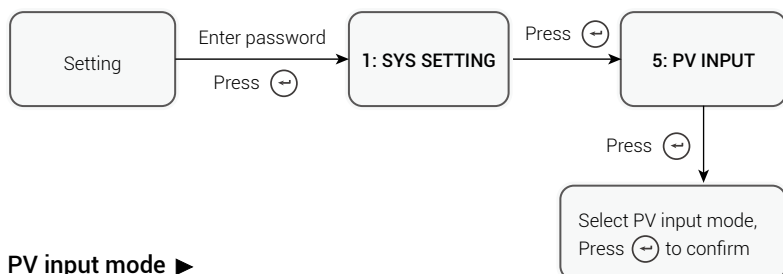 Setting
Enter password
Press
1: SYS SETTING
Press
5: PV INPUT
Press
Select PV input mode,
Press to confirm
PV input mode ►